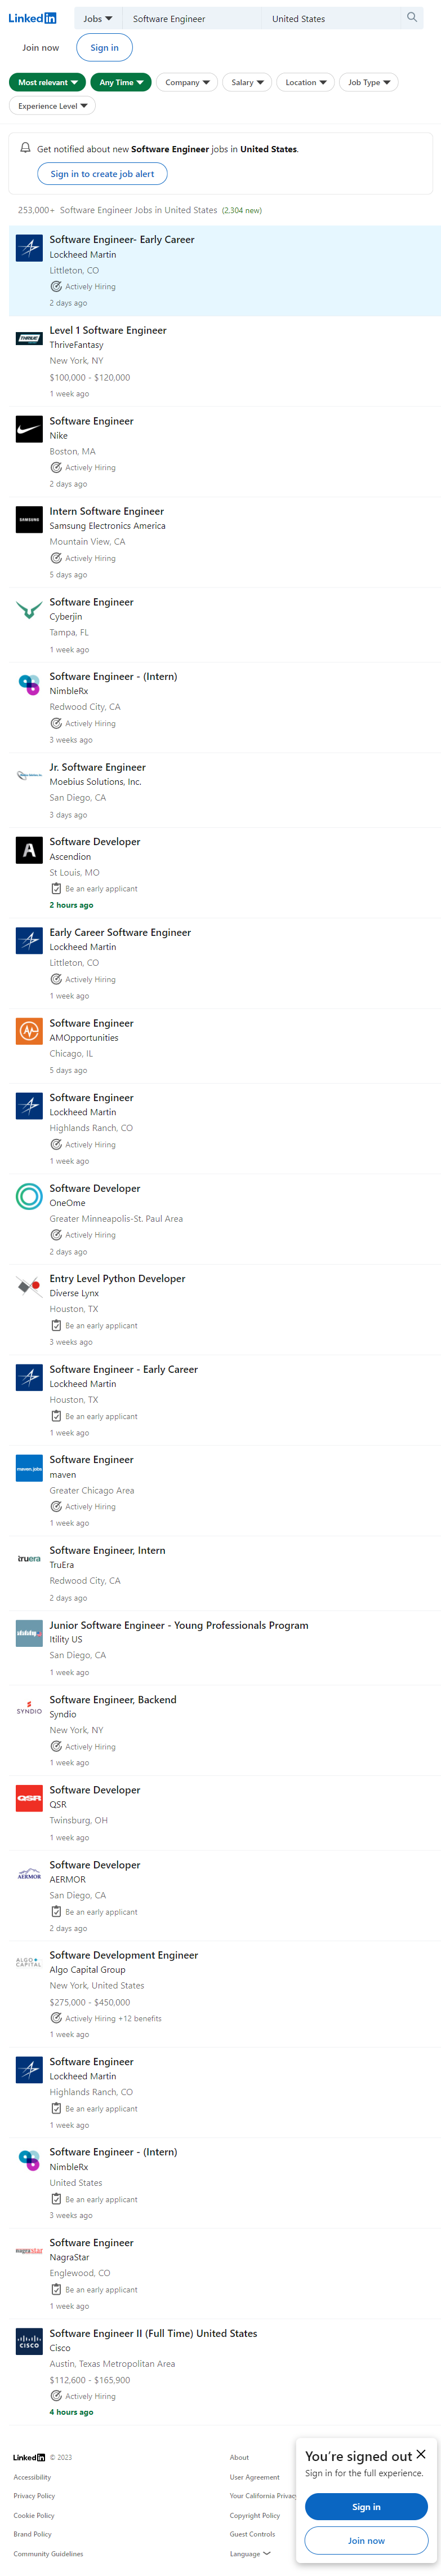 LinkedIn
Jobs
Software Engineer
United States
Join now
Sign in
Most relevant
Any Time
Company
Salary
Location
Job Type
Experience Level
Get notified about new Software Engineer jobs in United States.
Sign in to create job alert
253,000+ Software Engineer Jobs in United States (2,304 new)
Software Engineer- Early Career
Lockheed Martin
Littleton, CO
Actively Hiring
2 days ago
THRIVE
Level 1 Software Engineer
ThriveFantasy
New York, NY
$100,000 - $120,000
1 week ago
Software Engineer
Nike
Boston, MA
Actively Hiring
2 days ago
SAMSUNG
Intern Software Engineer
Samsung Electronics America
Mountain View, CA
Actively Hiring
5 days ago
Software Engineer
Cyberjin
Tampa, FL
1 week ago
Software Engineer - (Intern)
NimbleRx
Redwood City, CA
Actively Hiring
3 weeks ago
Jr. Software Engineer
Moebius Solutions, Inc.
San Diego, CA
3 days ago
Software Developer
Ascendion
St Louis, MO
Be an early applicant
2 hours ago
Early Career Software Engineer
Lockheed Martin
Littleton, CO
Actively Hiring
1 week ago
Software Engineer
AMOpportunities
Chicago, IL
5 days ago
Software Engineer
Lockheed Martin
Highlands Ranch, CO
Actively Hiring
1 week ago
Software Developer
OneOme
Greater Minneapolis-St. Paul Area
Actively Hiring
2 days ago
Entry Level Python Developer
Diverse Lynx
Houston, TX
Be an early applicant
3 weeks ago
Software Engineer - Early Career
Lockheed Martin
Houston, TX
Be an early applicant
1 week ago
maven.jobs
Software Engineer
maven
Greater Chicago Area
Actively Hiring
1 week ago
truera
Software Engineer, Intern
TruEra
Redwood City, CA
2 days ago
Junior Software Engineer - Young Professionals Program
Itility US
San Diego, CA
1 week ago
SYNDIO
Software Engineer, Backend
Syndio
New York, NY
Actively Hiring
1 week ago
QSR
Software Developer
QSR
Twinsburg, OH
1 week ago
AERMOR
Software Developer
AERMOR
San Diego, CA
Be an early applicant
2 days ago
ALGO
CAPITAL
Software Development Engineer
Algo Capital Group
New York, United States
$275,000 - $450,000
Actively Hiring +12 benefits
1 week ago
Software Engineer
Lockheed Martin
Highlands Ranch, CO
Be an early applicant
1 week ago
Software Engineer - (Intern)
NimbleRx
United States
Be an early applicant
3 weeks ago
nagrastar
Software Engineer
NagraStar
Englewood, CO
Be an early applicant
1 week ago
CISCO
Software Engineer II (Full Time) United States
Cisco
Austin, Texas Metropolitan Area
$112,600 - $165,900
Actively Hiring
4 hours ago
LinkedIn © 2023
About
Accessibility
User Agreement
Privacy Policy
Your California Privacy
Cookie Policy
Copyright Policy
Brand Policy
Guest Controls
Community Guidelines
Language
You're signed out
Sign in for the full experience.
Sign in
Join now